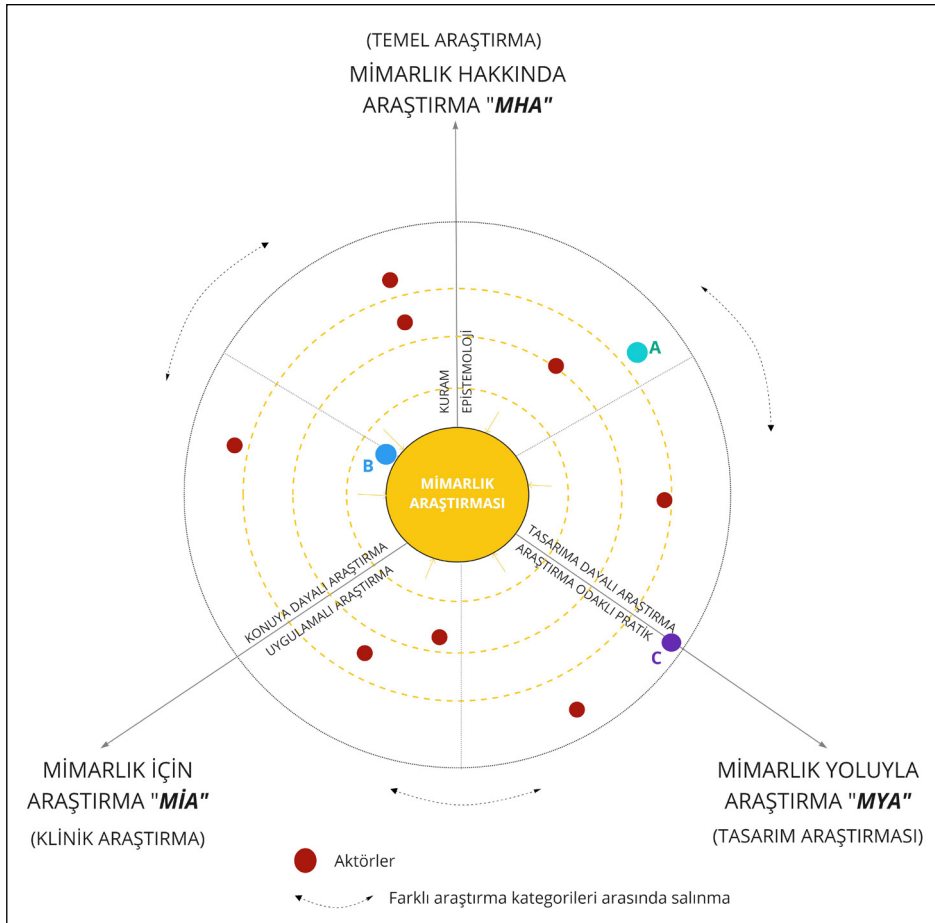 (TEMEL ARAŞTIRMA)
MİMARLIK HAKKINDA
ARAŞTIRMA "MHA"
KURAM
EPİSTEMOLOJİ
A
B
MİMARLIK
ARAŞTIRMASI
KONUYA DAYALI ARAŞTIRMA
UYGULAMALI ARAŞTIRMA
TASARIMA DAYALI ARAŞTIRMA
ARAŞTIRMA ODAKLI PRATİK
C
MİMARLIK İÇİN
ARAŞTIRMA "MİA"
(KLİNİK ARAŞTIRMA)
MİMARLIK YOLUYLA
ARAŞTIRMA "MYA"
(TASARIM ARAŞTIRMASI)
Aktörler
Farklı araştırma kategorileri arasında salınma